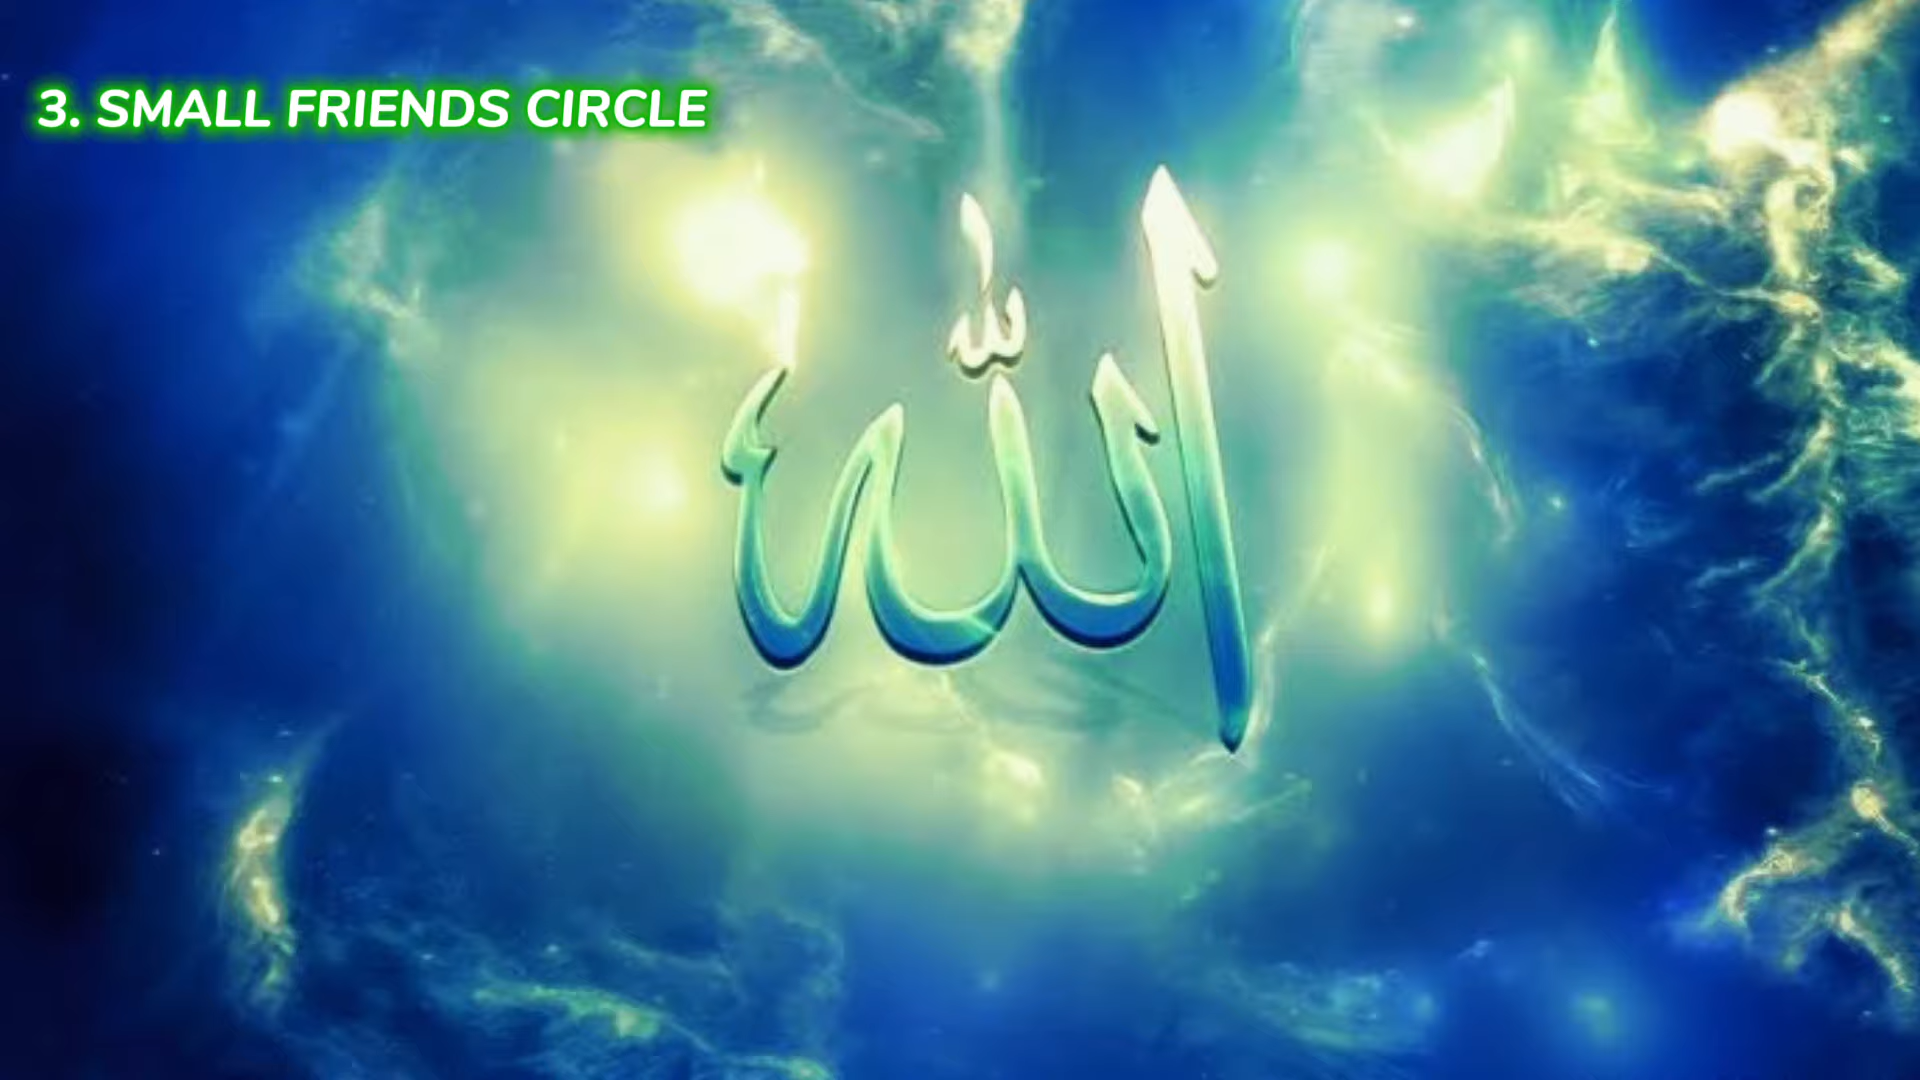 3. SMALL FRIENDS CIRCLE
الله